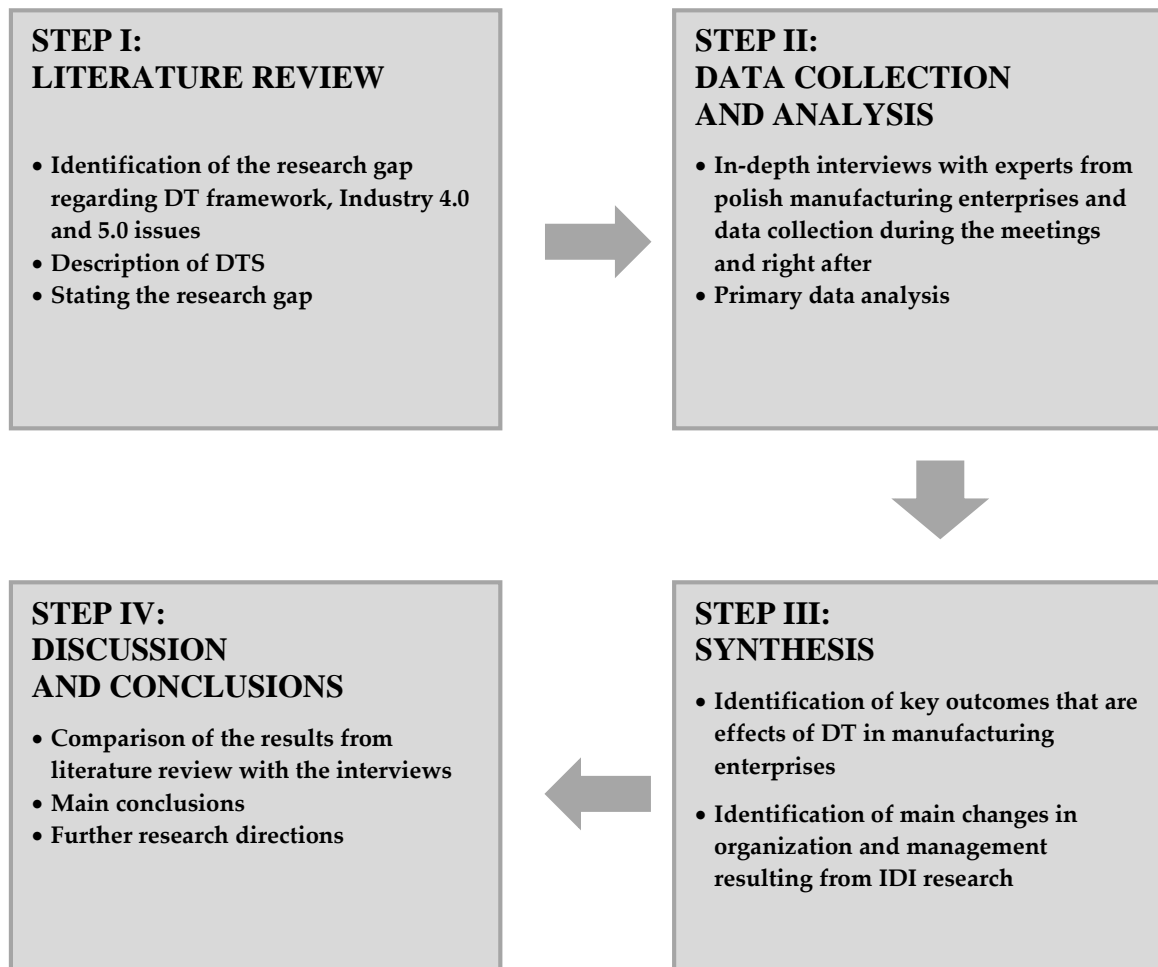 STEP I:
LITERATURE REVIEW
• Identification of the research gap
regarding DT framework, Industry 4.0
and 5.0 issues
• Description of DTS
• Stating the research gap
STEP II:
DATA COLLECTION
AND ANALYSIS
• In-depth interviews with experts from
polish manufacturing enterprises and
data collection during the meetings
and right after
• Primary data analysis
STEP III:
SYNTHESIS
• Identification of key outcomes that are
effects of DT in manufacturing
enterprises
• Identification of main changes in
organization and management
resulting from IDI research
STEP IV:
DISCUSSION
AND CONCLUSIONS
• Comparison of the results from
literature review with the interviews
• Main conclusions
• Further research directions